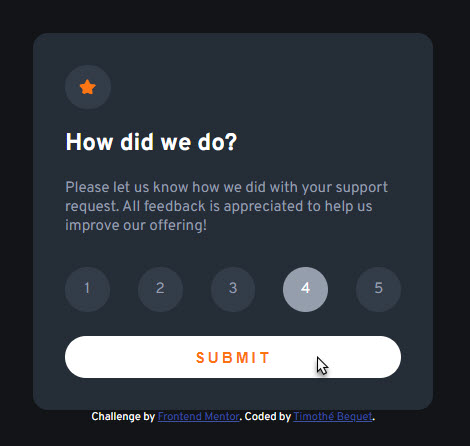 How did we do?
Please let us know how we did with your support
request. All feedback is appreciated to help us
improve our offering!
1 2 3 4 5
SUBMIT
Challenge by Frontend Mentor. Coded by Timothé Bequet.